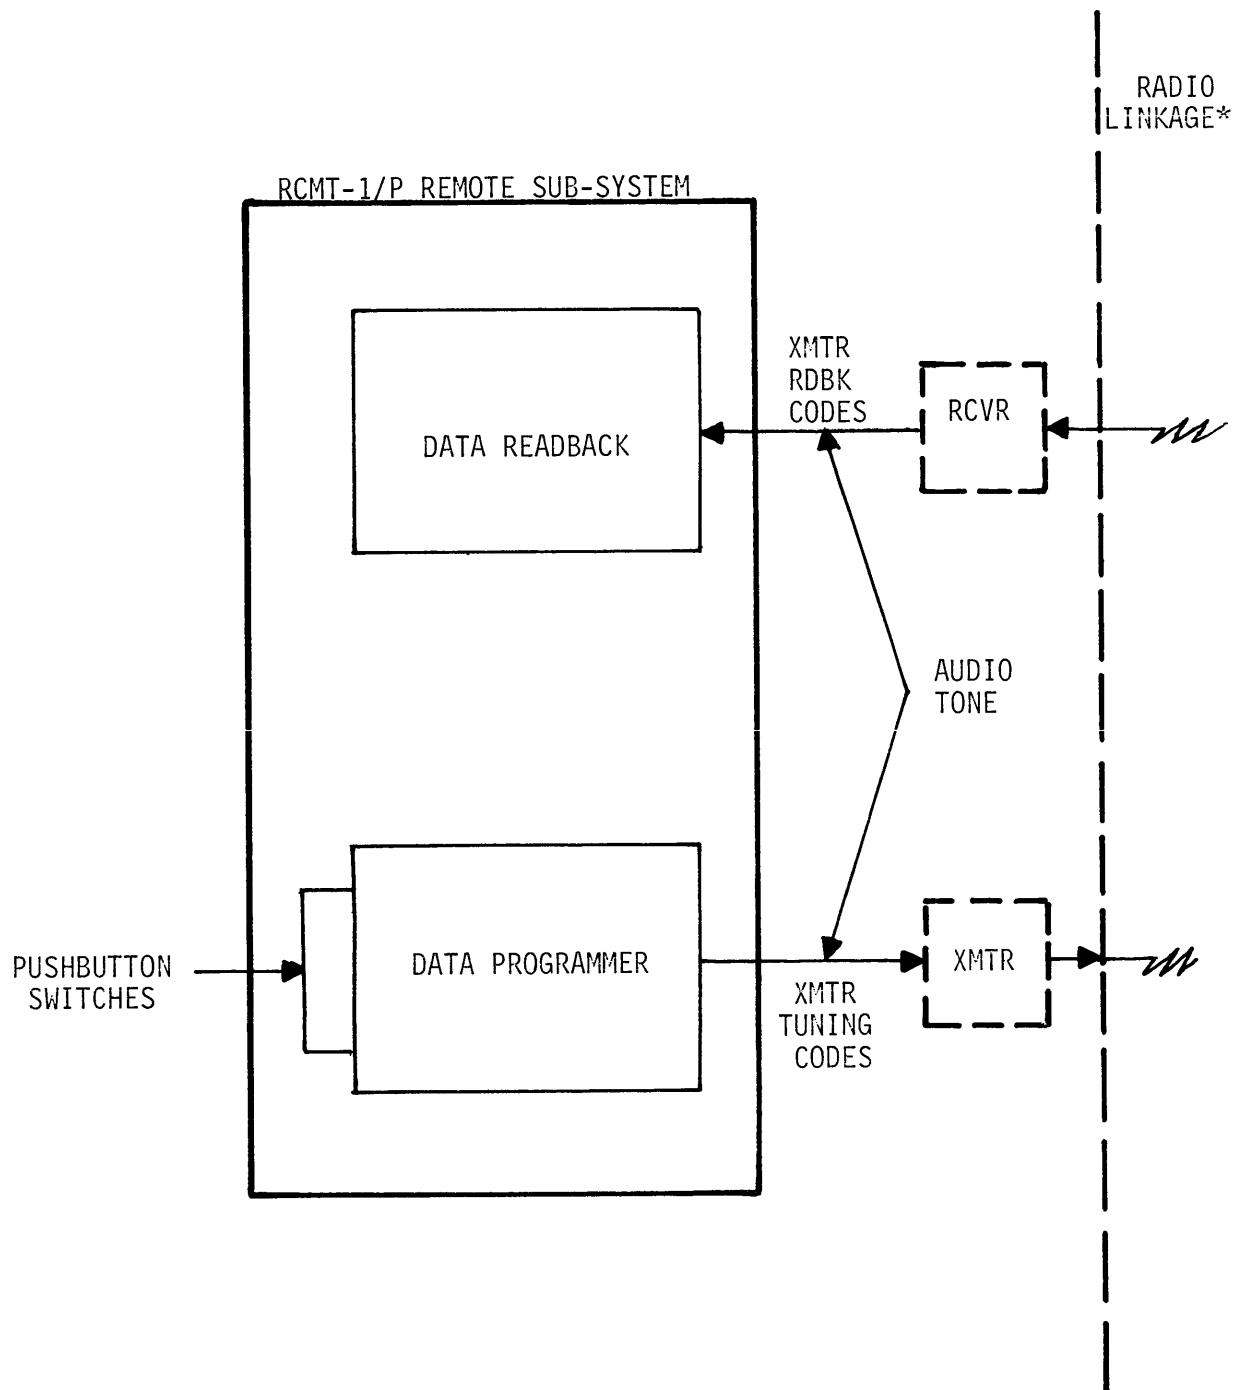 RADIO
LINKAGE*
RCMT-1/P REMOTE SUB-SYSTEM
XMTR
RDBK
CODES
RCVR
DATA READBACK
AUDIO
TONE
DATA PROGRAMMER
XMTR
PUSHBUTTON
SWITCHES
XMTR
TUNING
CODES